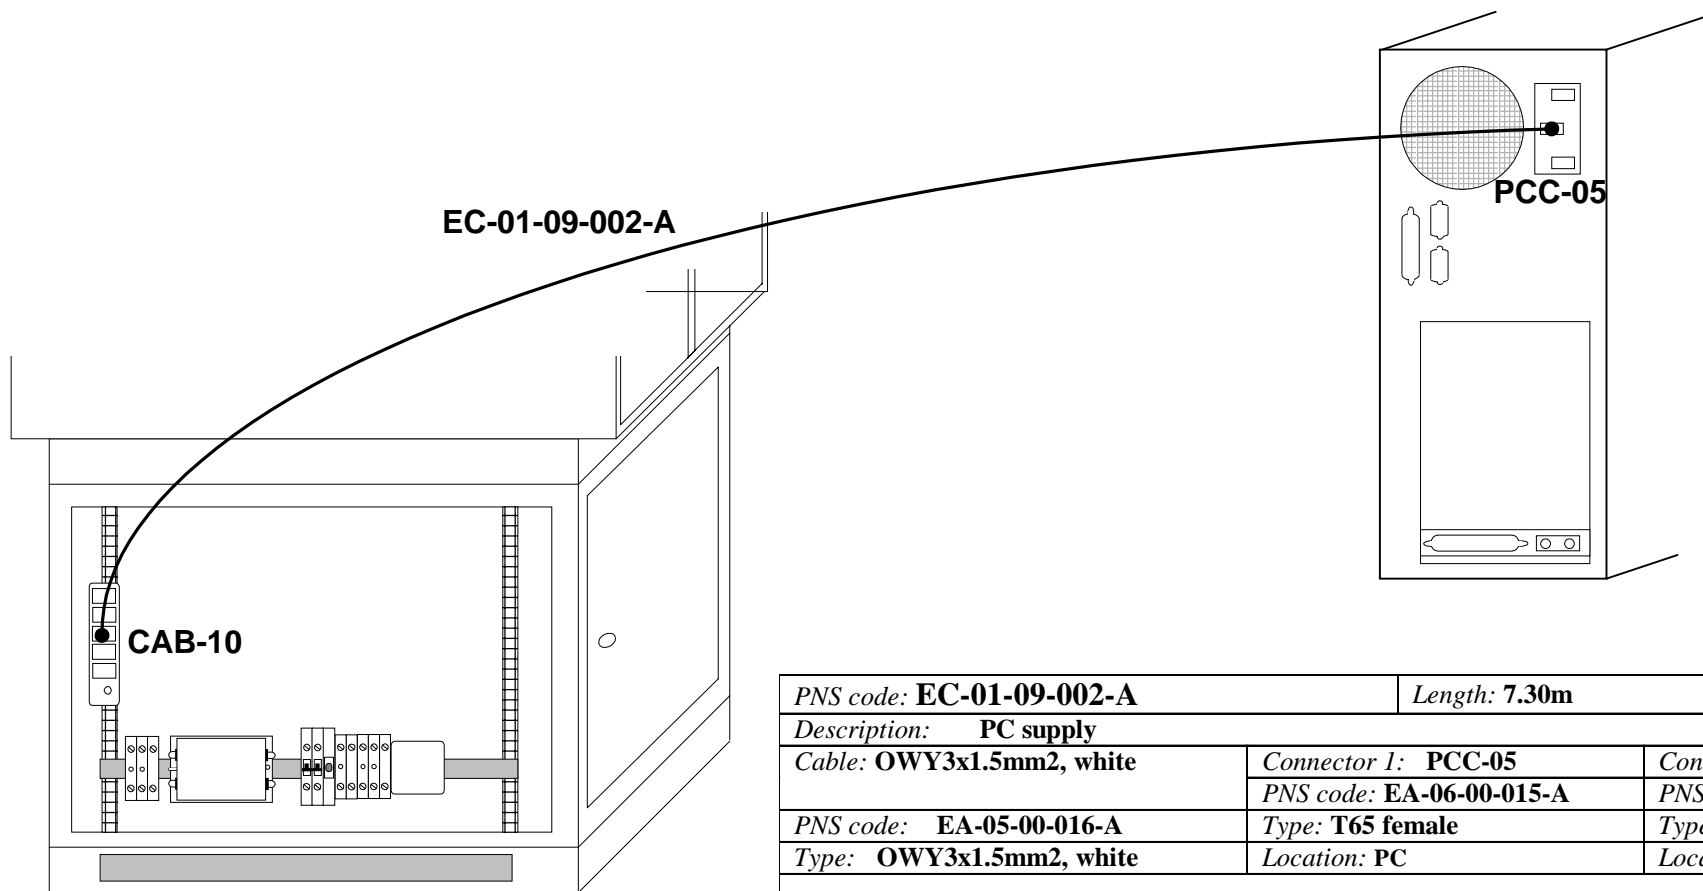 PCC-05
EC-01-09-002-A
CAB-10
PNS code: EC-01-09-002-A Length: 7.30m
Description: PC supply
Cable: OWY3x1.5mm2, white Connector 1: PCC-05
PNS code: EA-06-00-015-A PNS
PNS code: EA-05-00-016-A Type: T65 female
Type: OWY3x1.5mm2, white Location: PC